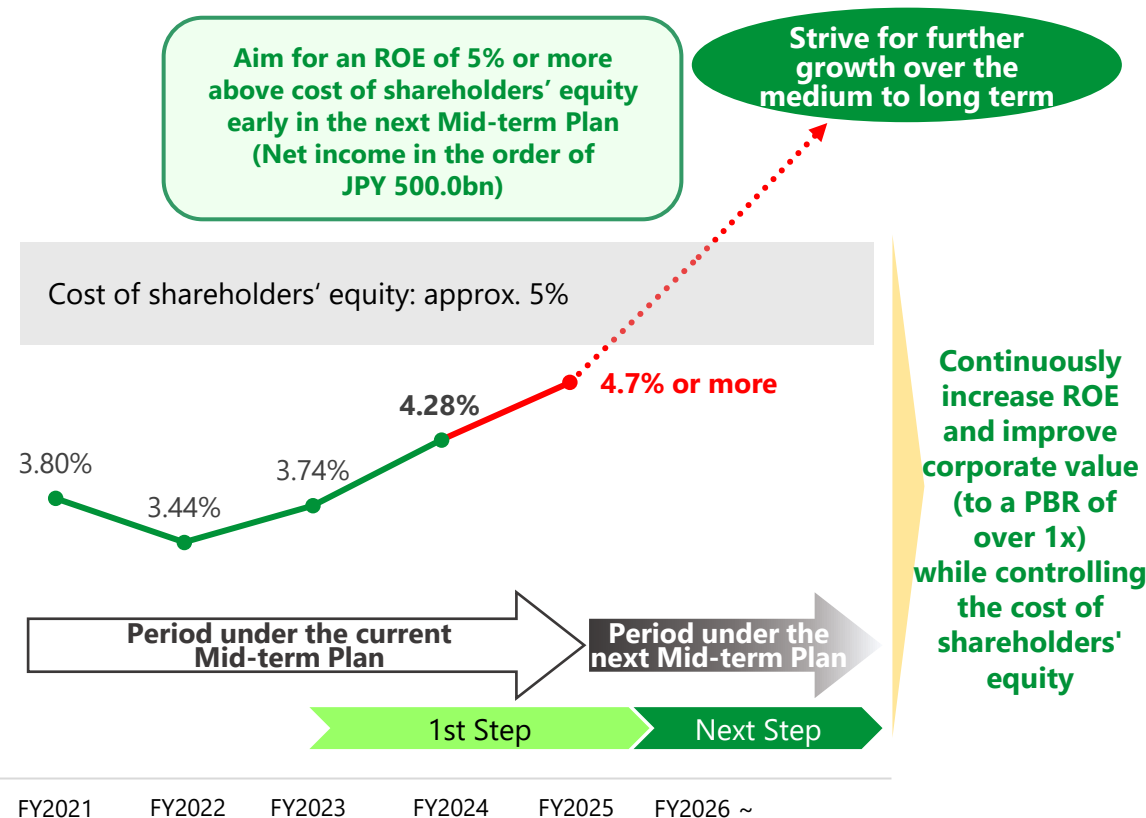 Aim for an ROE of 5% or more
above cost of shareholders’ equity
early in the next Mid-term Plan
(Net income in the order of
JPY 500.0bn)
Strive for further
growth over the
medium to long term
Cost of shareholders‘ equity: approx. 5%
3.80%
3.44%
3.74%
4.28%
4.7% or more
Continuously
increase ROE
and improve
corporate value
(to a PBR of
over 1x)
while controlling
the cost of
shareholders'
equity
Period under the current
Mid-term Plan
Period under the
next Mid-term Plan
1st Step
Next Step
FY2021
FY2022
FY2023
FY2024
FY2025
FY2026 ~